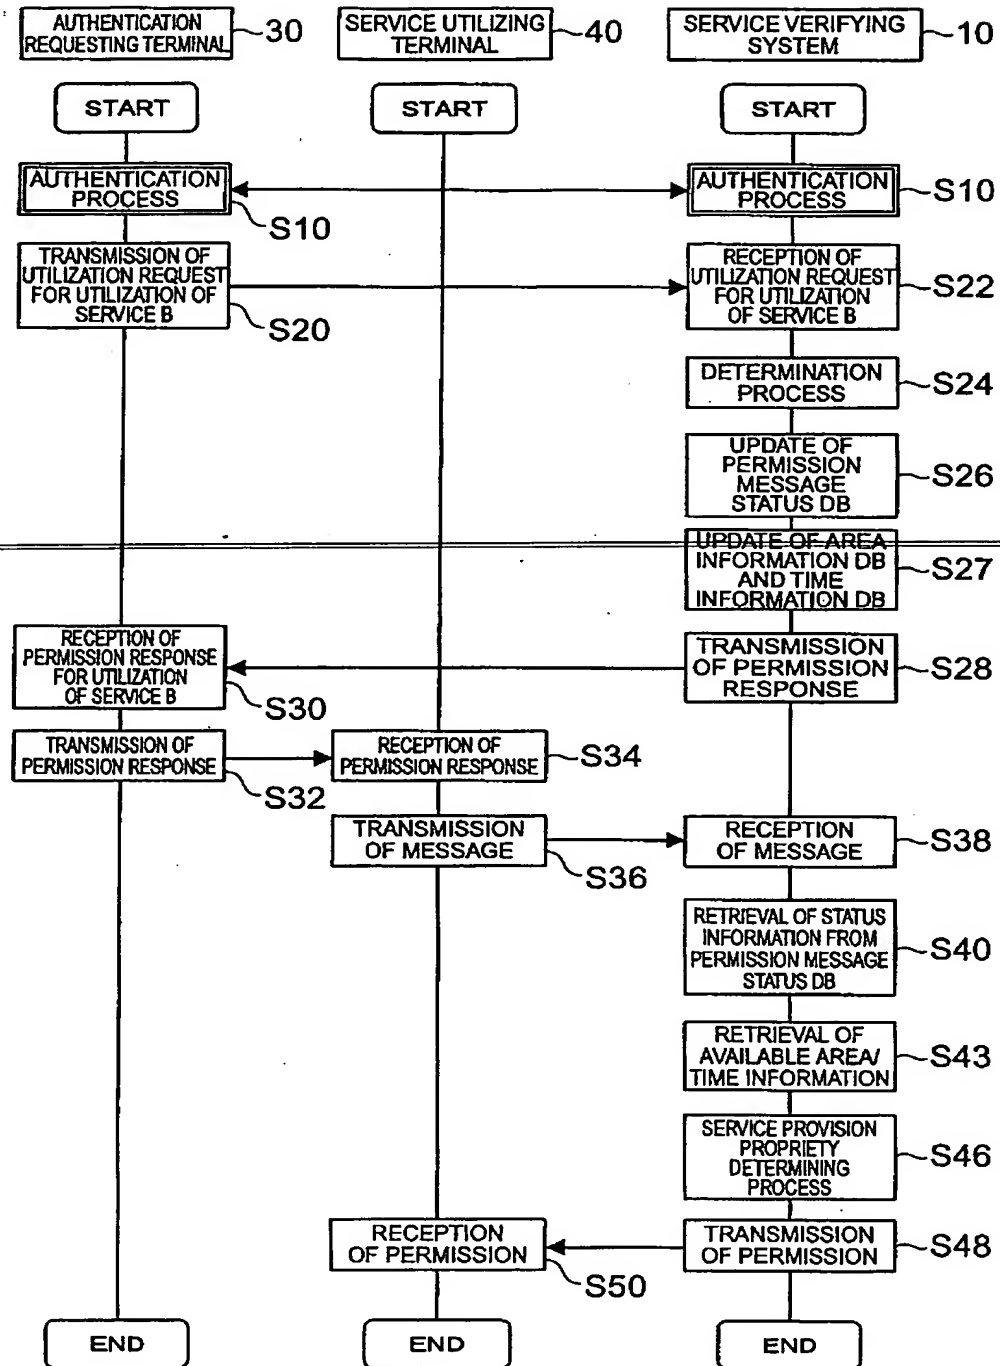 AUTHENTICATION
REQUESTING TERMINAL
30
SERVICE UTILIZING
TERMINAL
40
SERVICE VERIFYING
SYSTEM
10
START
START
START
AUTHENTICATION
PROCESS
S10
AUTHENTICATION
PROCESS
S10
TRANSMISSION OF
UTILIZATION REQUEST
FOR UTILIZATION OF
SERVICE B
S20
RECEPTION OF
UTILIZATION REQUEST
FOR UTILIZATION
OF SERVICE B
S22
DETERMINATION
PROCESS
S24
UPDATE OF
PERMISSION
MESSAGE
STATUS DB
S26
UPDATE OF AREA
INFORMATION DB
AND TIME
INFORMATION DB
S27
RECEPTION OF
PERMISSION RESPONSE
FOR UTILIZATION
OF SERVICE B
S30
TRANSMISSION
OF PERMISSION
RESPONSE
S28
TRANSMISSION OF
PERMISSION RESPONSE
S32
RECEPTION OF
PERMISSION RESPONSE
S34
TRANSMISSION
OF MESSAGE
S36
RECEPTION
OF MESSAGE
S38
RETRIEVAL OF STATUS
INFORMATION FROM
PERMISSION MESSAGE
STATUS DB
S40
RETRIEVAL OF
AVAILABLE AREA/
TIME INFORMATION
S43
SERVICE PROVISION
PROPRIETY
DETERMINING
PROCESS
S46
RECEPTION
OF PERMISSION
S50
TRANSMISSION
OF PERMISSION
S48
END
END
END